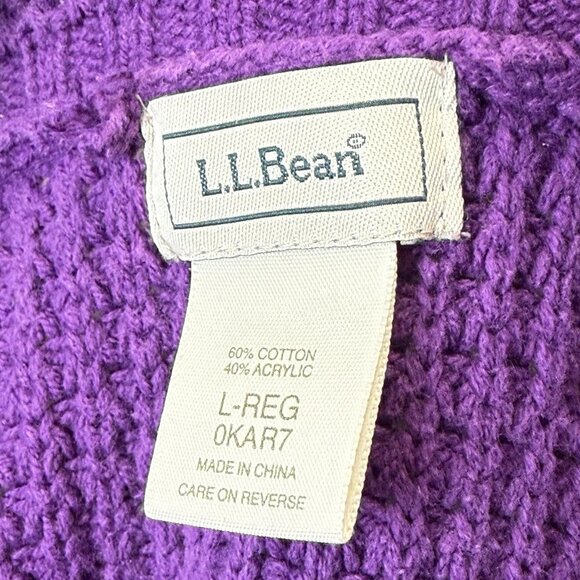 L.L.Bean®
60% COTTON
40% ACRYLIC
L-REG
0KAR7
MADE IN CHINA
CARE ON REVERSE